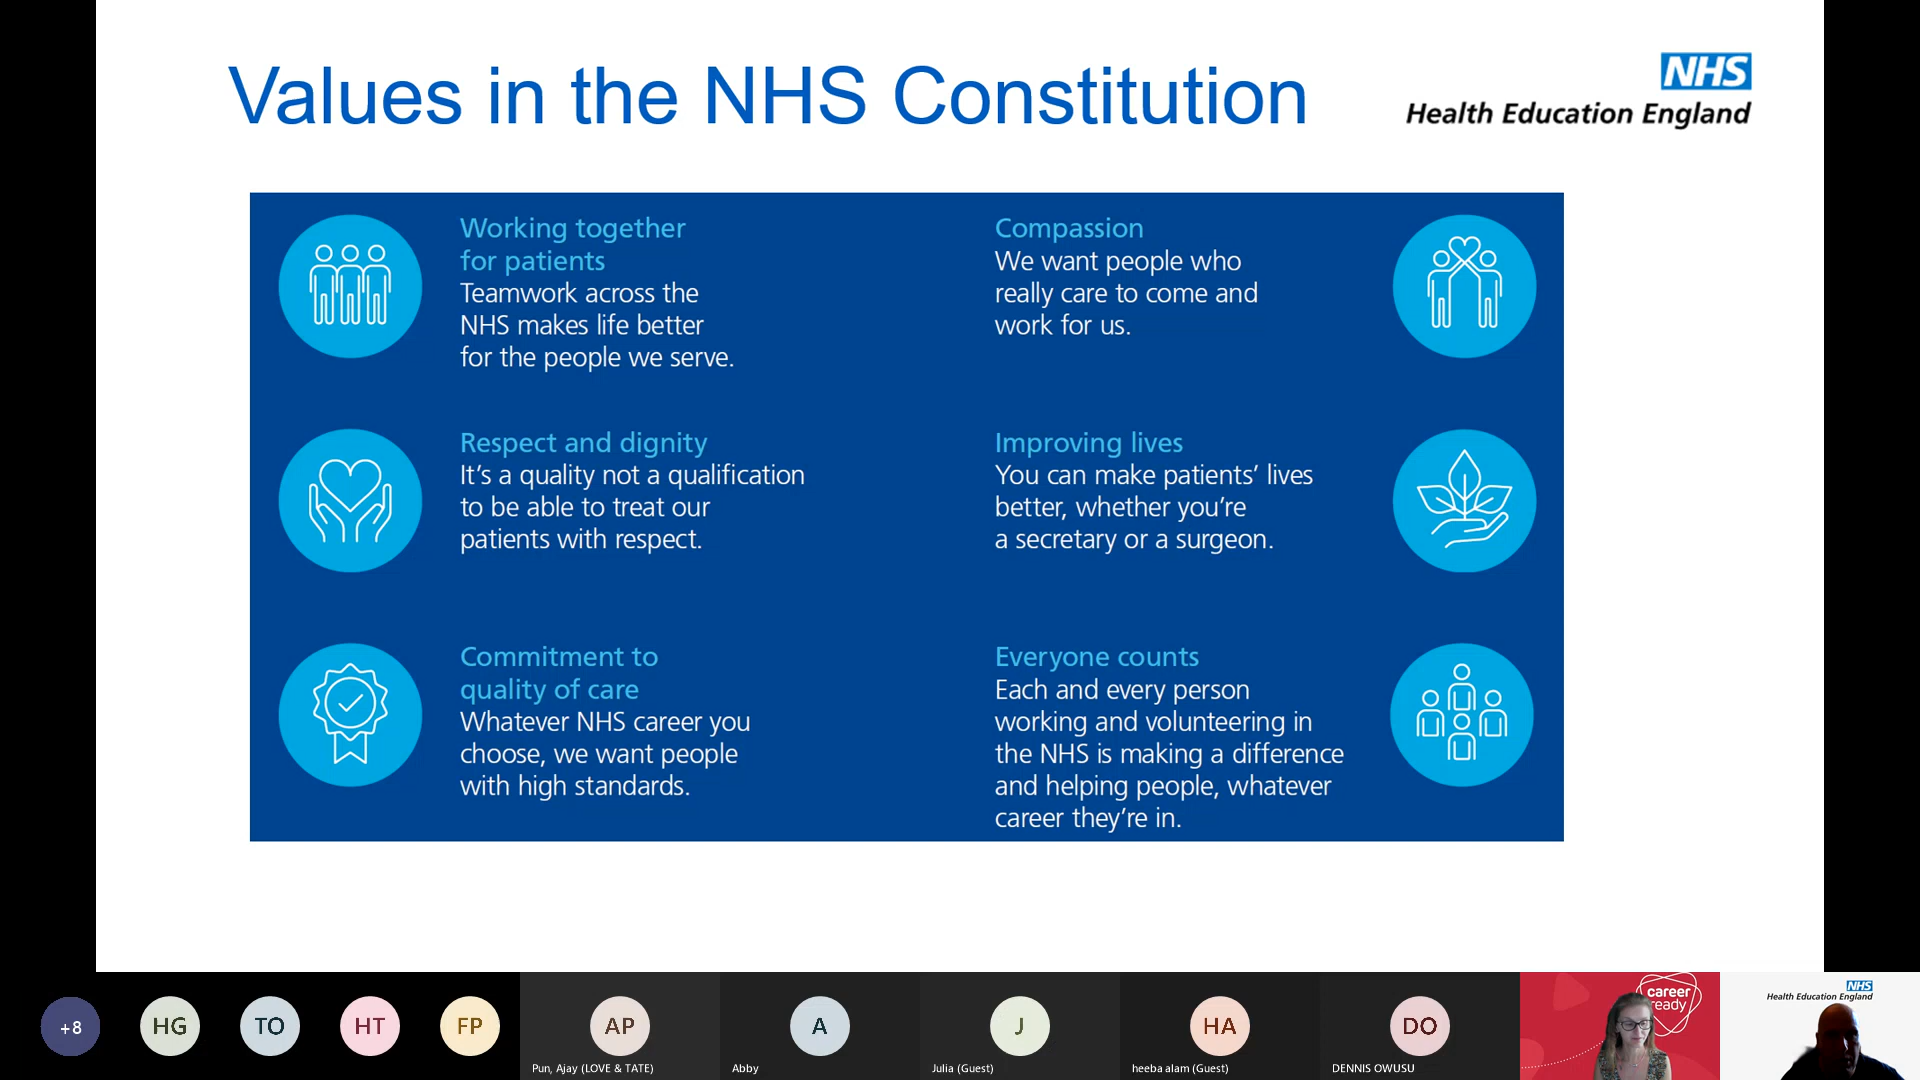 Values in the NHS Constitution
NHS
Health Education England
Working together
for patients
Teamwork across the
NHS makes life better
for the people we serve.
Compassion
We want people who
really care to come and
work for us.
Respect and dignity
It's a quality not a qualification
to be able to treat our
patients with respect.
Improving lives
You can make patients' lives
better, whether you're
a secretary or a surgeon.
Commitment to
quality of care
Whatever NHS career you
choose, we want people
with high standards.
Everyone counts
Each and every person
working and volunteering in
the NHS is making a difference
and helping people, whatever
career they're in.
+8
HG
TO
HT
FP
AP
Pun, Ajay (LOVE & TATE)
A
Abby
J
Julia (Guest)
HA
heeba alam (Guest)
DO
DENNIS OWUSU
career
ready
NHS
Health Education England